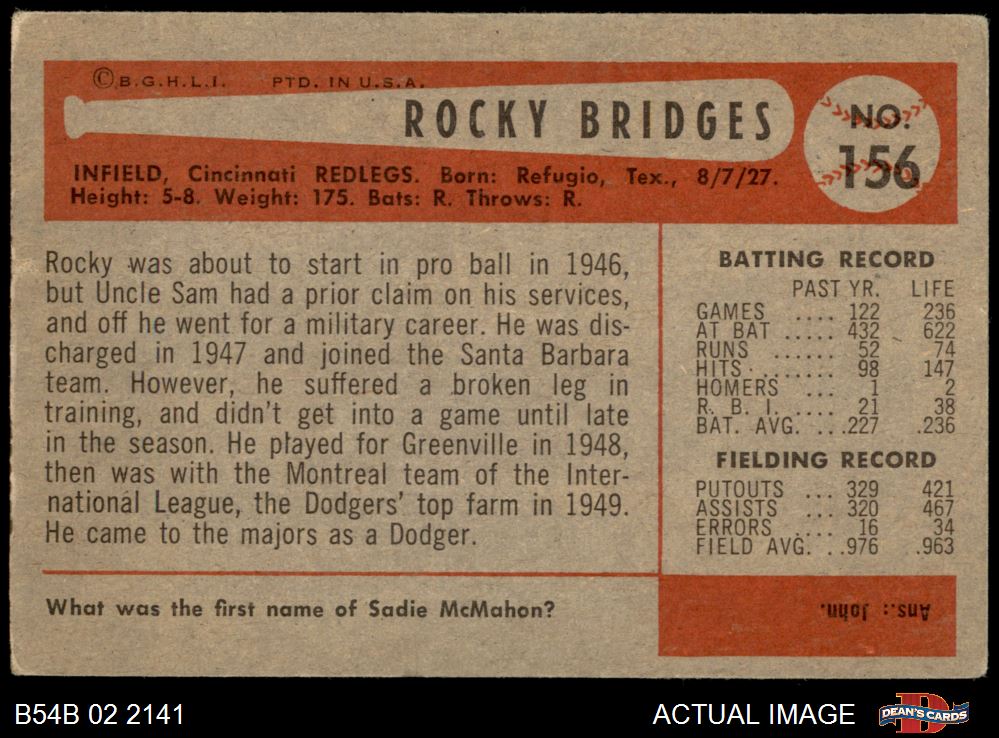 ©B.G.H.L.I. PTD. IN U.S.A.
ROCKY BRIDGES
NO.
156
INFIELD, Cincinnati REDLEGS. Born: Refugio, Tex., 8/7/27.
Height: 5-8. Weight: 175. Bats: R. Throws: R.
Rocky was about to start in pro ball in 1946,
but Uncle Sam had a prior claim on his services,
and off he went for a military career. He was dis-
charged in 1947 and joined the Santa Barbara
team. However, he suffered a broken leg in
training, and didn't get into a game until late
in the season. He played for Greenville in 1948,
then was with the Montreal team of the Inter-
national League, the Dodgers' top farm in 1949.
He came to the majors as a Dodger.
BATTING RECORD
PAST YR. LIFE
GAMES .... 122 236
AT BAT ..... 432 622
RUNS ...... 52 74
HITS ........ 98 147
HOMERS ... 1 2
R. B. I. .... 21 38
BAT. AVG. ...227 .236
FIELDING RECORD
PUTOUTS ... 329 421
ASSISTS ... 320 467
ERRORS .... 16 34
FIELD AVG. ..976 .963
What was the first name of Sadie McMahon?
Ans.: John.
B54B 02 2141
ACTUAL IMAGE
DEAN'S CARDS